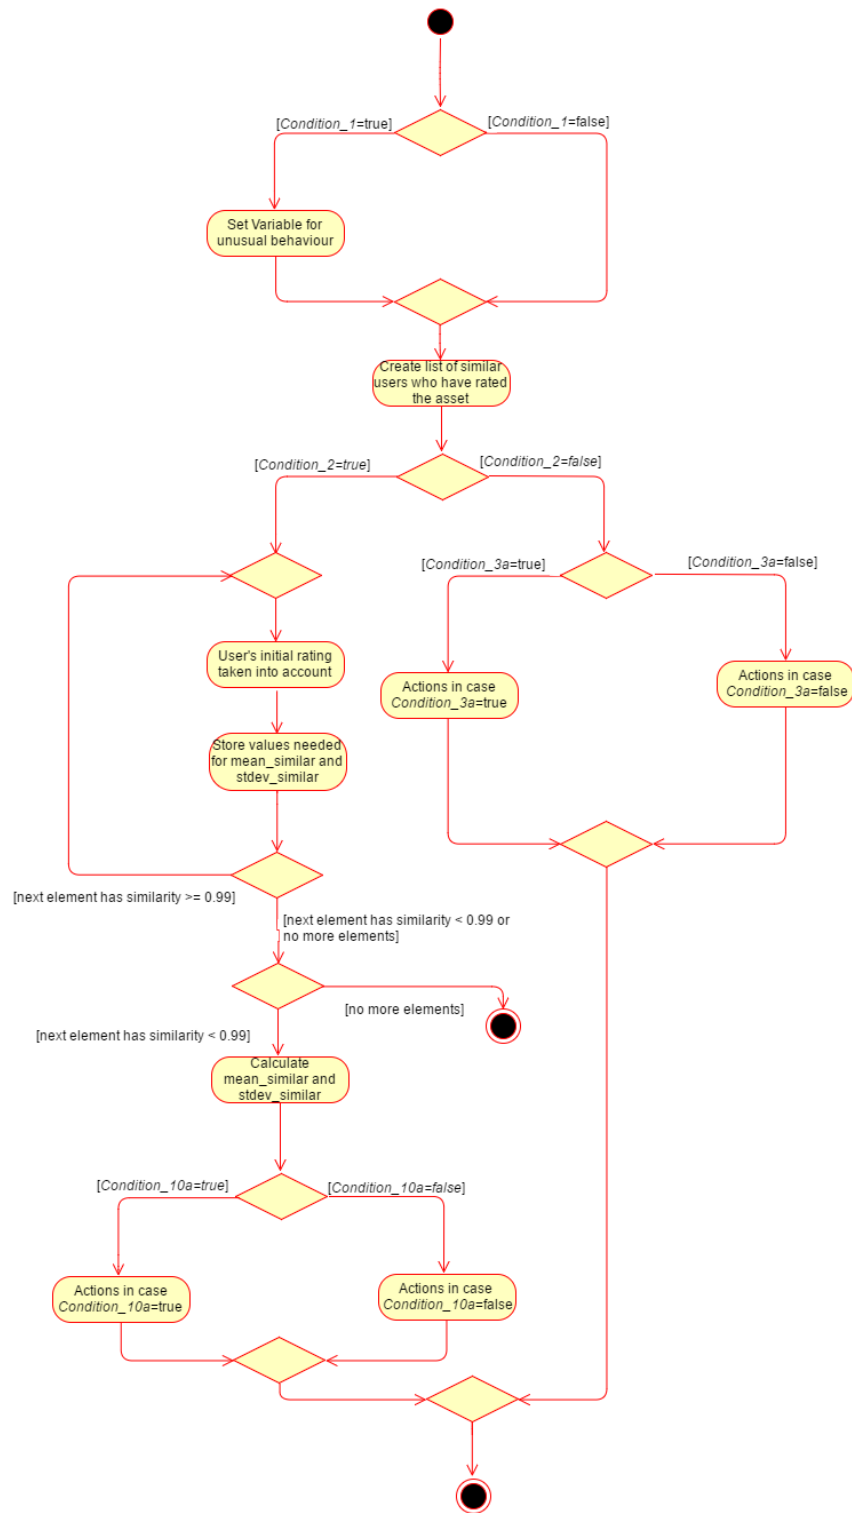 [Condition_1=true]
[Condition_1=false]
Set Variable for
unusual behaviour
Create list of similar
users who have rated
the asset
[Condition_2=true]
[Condition_2=false]
[Condition_3a=true]
[Condition_3a=false]
User's initial rating
taken into account
Actions in case
Condition_3a=true
Actions in case
Condition_3a=false
Store values needed
for mean_similar and
stdev_similar
[next element has similarity >= 0.99]
[next element has similarity < 0.99 or
no more elements]
[no more elements]
[next element has similarity < 0.99]
Calculate
mean_similar and
stdev_similar
[Condition_10a=true]
[Condition_10a=false]
Actions in case
Condition_10a=true
Actions in case
Condition_10a=false